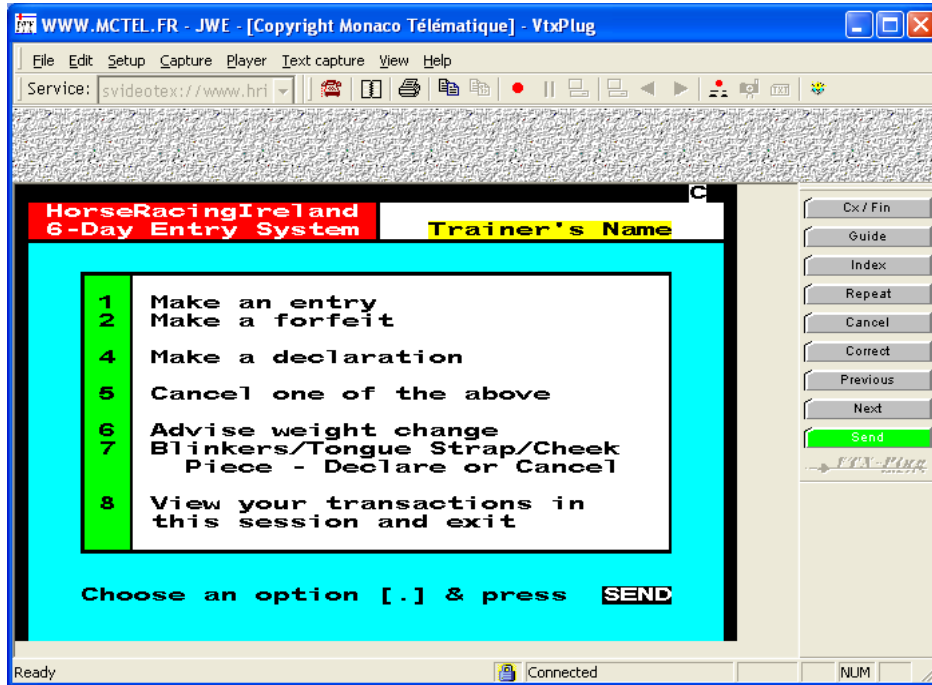 WWW.MCTEL.FR - JWE - [Copyright Monaco Télématique] - VtxPlug
File Edit Setup Capture Player Text capture View Help
Service: svideotex://www.hri
C
HorseRacingIreland
6-Day Entry System Trainer's Name
1 Make an entry
2 Make a forfeit
4 Make a declaration
5 Cancel one of the above
6 Advise weight change
7 Blinkers/Tongue Strap/Cheek
Piece - Declare or Cancel
8 View your transactions in
this session and exit
Choose an option [.] & press SEND
Cx / Fin
Guide
Index
Repeat
Cancel
Correct
Previous
Next
Send
VTX-Plug
Ready Connected NUM